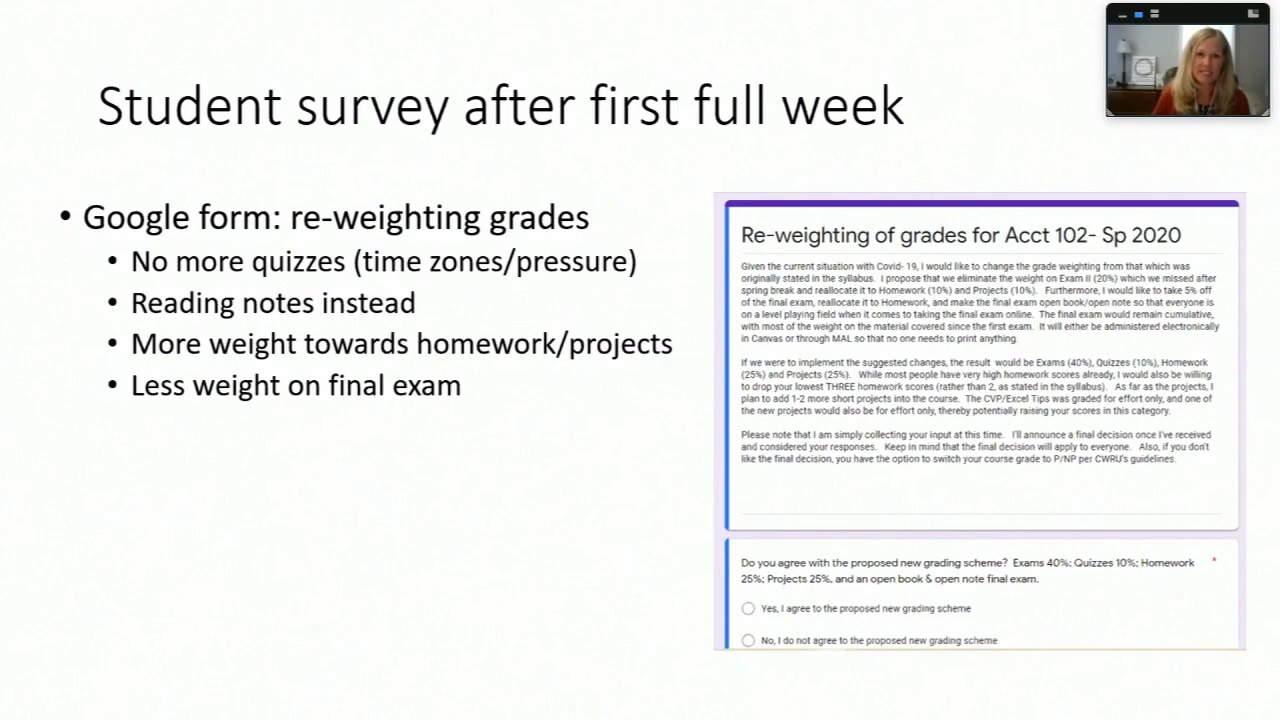 Student survey after first full week
• Google form: re-weighting grades
• No more quizzes (time zones/pressure)
• Reading notes instead
• More weight towards homework/projects
• Less weight on final exam
Re-weighting of grades for Acct 102- Sp 2020
Given the current situation with Covid- 19, I would like to change the grade weighting from that which was
originally stated in the syllabus. I propose that we eliminate the weight on Exam II (20%) which we missed after
spring break and reallocate it to Homework (10%) and Projects (10%). Furthermore, I would like to take 5% off
of the final exam, reallocate it to Homework, and make the final exam open book/open note so that everyone is
on a level playing field when it comes to taking the final exam online. The final exam would remain cumulative,
with most of the weight on the material covered since the first exam. It will either be administered electronically
in Canvas or through MAL so that no one needs to print anything.
If we were to implement the suggested changes, the result would be Exams (40%), Quizzes (10%), Homework
(25%) and Projects (25%). While most people have very high homework scores already, I would also be willing
to drop your lowest THREE homework scores (rather than 2, as stated in the syllabus). As far as the projects, I
plan to add 1-2 more short projects into the course. The CVP/Excel Tips was graded for effort only, and one of
the new projects would also be for effort only, thereby potentially raising your scores in this category.
Please note that I am simply collecting your input at this time. I'll announce a final decision once I've received
and considered your responses. Keep in mind that the final decision will apply to everyone. Also, if you don't
like the final decision, you have the option to switch your course grade to P/NP per CWRU's guidelines.
Do you agree with the proposed new grading scheme? Exams 40%; Quizzes 10%; Homework *
25%; Projects 25%, and an open book & open note final exam.
Yes, I agree to the proposed new grading scheme
No, I do not agree to the proposed new grading scheme